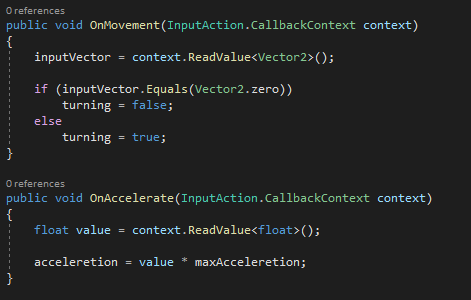 0 references
public void OnMovement(InputAction.CallbackContext context)
{
inputVector = context.ReadValue<Vector2>();
if (inputVector.Equals(Vector2.zero))
turning = false;
else
turning = true;
}
0 references
public void OnAccelerate(InputAction.CallbackContext context)
{
float value = context.ReadValue<float>();
acceleretion = value * maxAcceleretion;
}